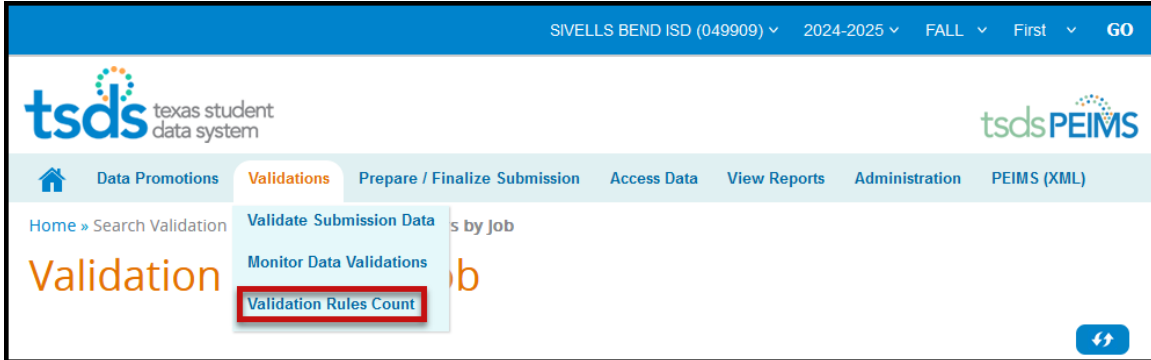 SIVELLS BEND ISD (049909) 2024-2025 FALL First GO
tsds texas student
data system
tsds PEIMS
Data Promotions Validations Prepare / Finalize Submission Access Data View Reports Administration PEIMS (XML)
Home » Search Validation s by Job
Validate Submission Data
Monitor Data Validations
Validation b
Validation Rules Count